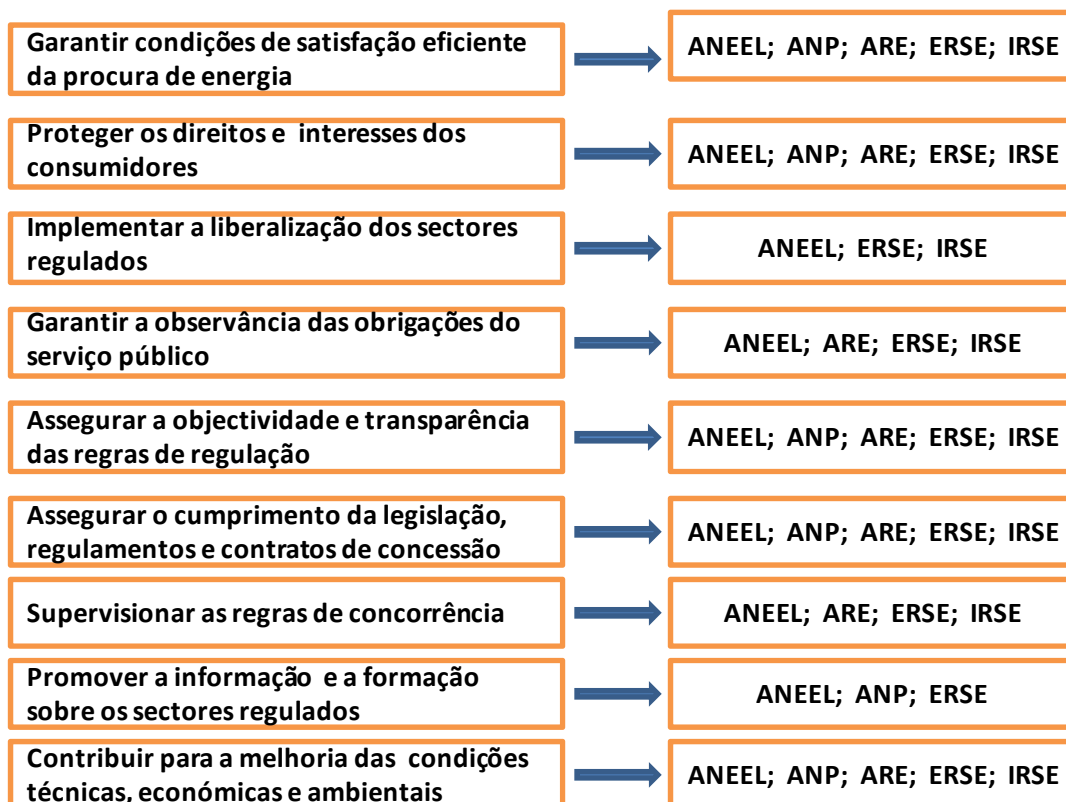 Garantir condições de satisfação eficiente
da procura de energia
ANEEL; ANP; ARE; ERSE; IRSE
Proteger os direitos e interesses dos
consumidores
ANEEL; ANP; ARE; ERSE; IRSE
Implementar a liberalização dos sectores
regulados
ANEEL; ERSE; IRSE
Garantir a observância das obrigações do
serviço público
ANEEL; ARE; ERSE; IRSE
Assegurar a objectividade e transparência
das regras de regulação
ANEEL; ANP; ARE; ERSE; IRSE
Assegurar o cumprimento da legislação,
regulamentos e contratos de concessão
ANEEL; ANP; ARE; ERSE; IRSE
Supervisionar as regras de concorrência
ANEEL; ARE; ERSE; IRSE
Promover a informação e a formação
sobre os sectores regulados
ANEEL; ANP; ERSE
Contribuir para a melhoria das condições
técnicas, económicas e ambientais
ANEEL; ANP; ARE; ERSE; IRSE